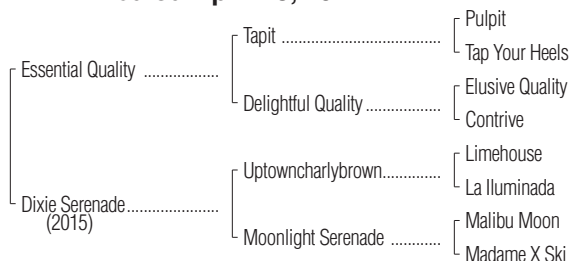 Pulpit
Tapit
Tap Your Heels
Essential Quality
Elusive Quality
Delightful Quality
Contrive
Limehouse
Uptowncharlybrown
La Iluminada
Dixie Serenade
(2015)
Malibu Moon
Moonlight Serenade
Madame X Ski